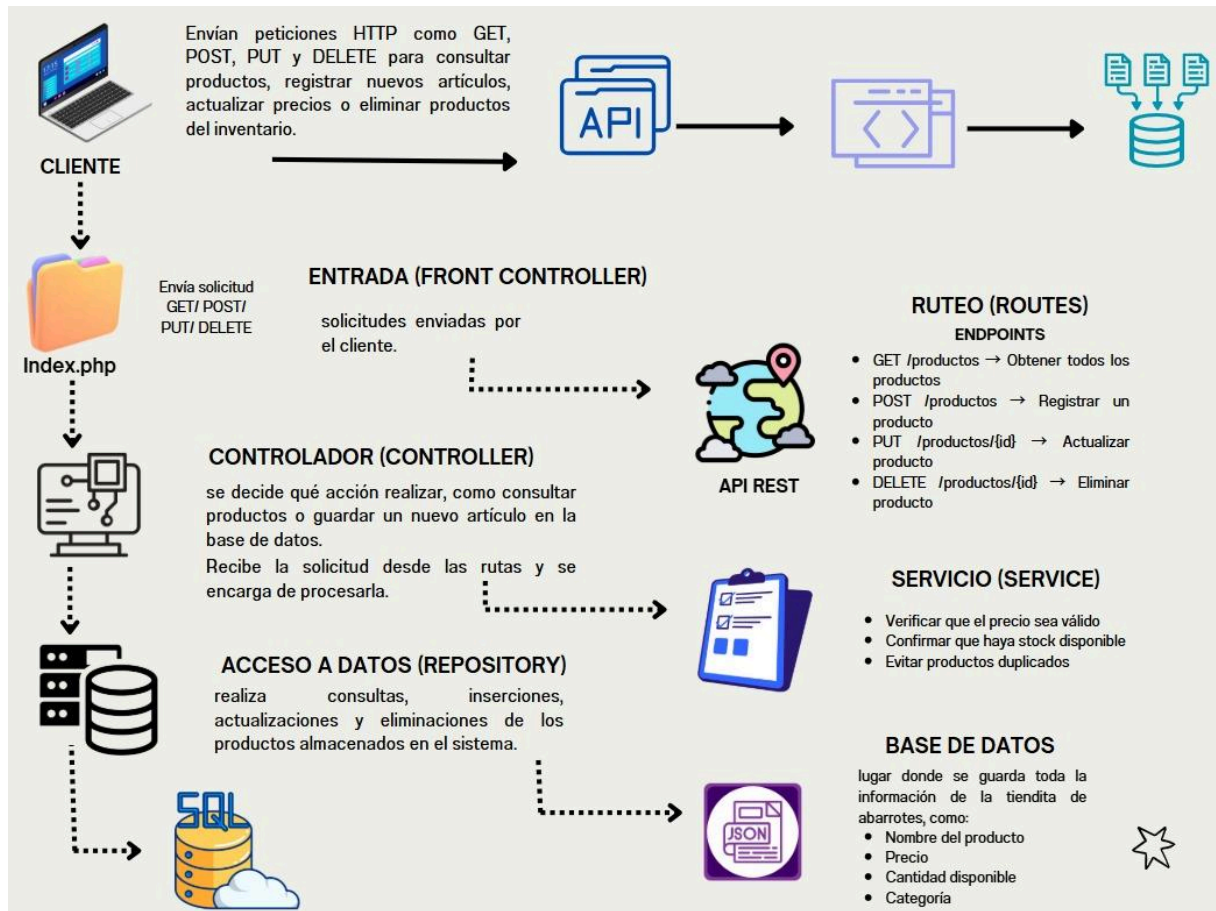 Envían peticiones HTTP como GET,
POST, PUT y DELETE para consultar
productos, registrar nuevos artículos,
actualizar precios o eliminar productos
del inventario.
CLIENTE
API
Index.php
Envía solicitud
GET/ POST/
PUT/ DELETE
ENTRADA (FRONT CONTROLLER)
solicitudes enviadas por
el cliente.
API REST
RUTEO (ROUTES)
ENDPOINTS
• GET /productos → Obtener todos los
productos
• POST /productos → Registrar un
producto
• PUT /productos/{id} → Actualizar
producto
• DELETE /productos/{id} → Eliminar
producto
CONTROLADOR (CONTROLLER)
se decide qué acción realizar, como consultar
productos o guardar un nuevo artículo en la
base de datos.
Recibe la solicitud desde las rutas y se
encarga de procesarla.
SERVICIO (SERVICE)
• Verificar que el precio sea válido
• Confirmar que haya stock disponible
• Evitar productos duplicados
ACCESO A DATOS (REPOSITORY)
realiza consultas, inserciones,
actualizaciones y eliminaciones de los
productos almacenados en el sistema.
SQL
JSON
BASE DE DATOS
lugar donde se guarda toda la
información de la tiendita de
abarrotes, como:
• Nombre del producto
• Precio
• Cantidad disponible
• Categoría